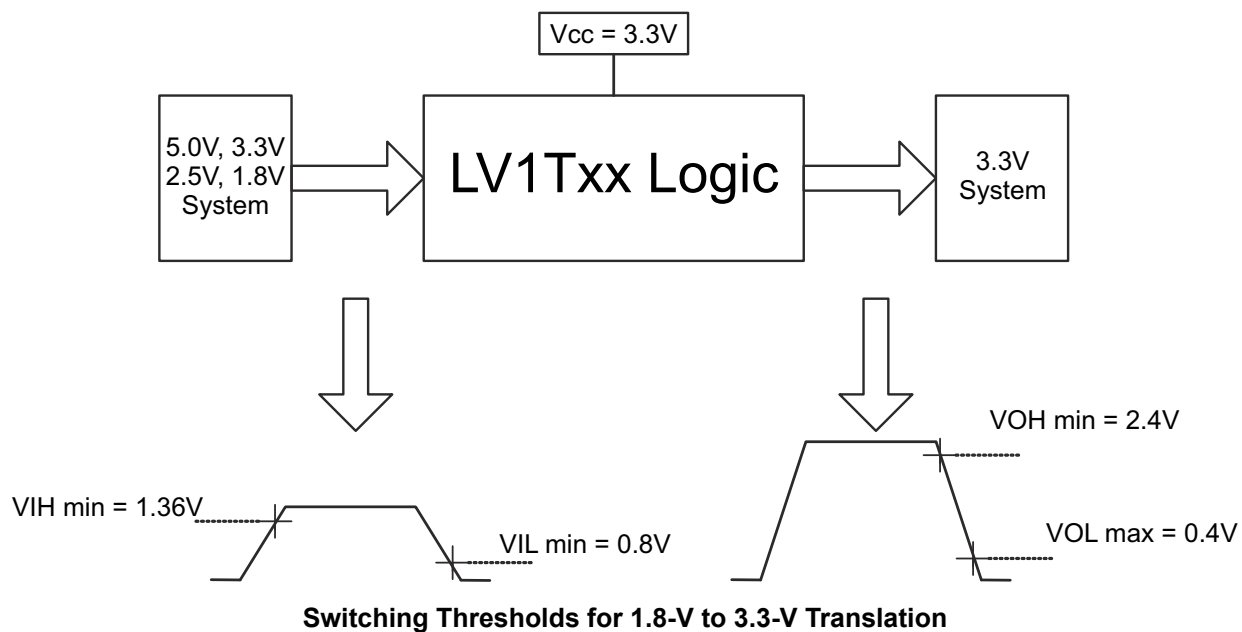 Vcc = 3.3V
5.0V, 3.3V
2.5V, 1.8V
System
LV1Txx Logic
3.3V
System
VOH min = 2.4V
VIH min = 1.36V
VIL min = 0.8V
VOL max = 0.4V
Switching Thresholds for 1.8-V to 3.3-V Translation